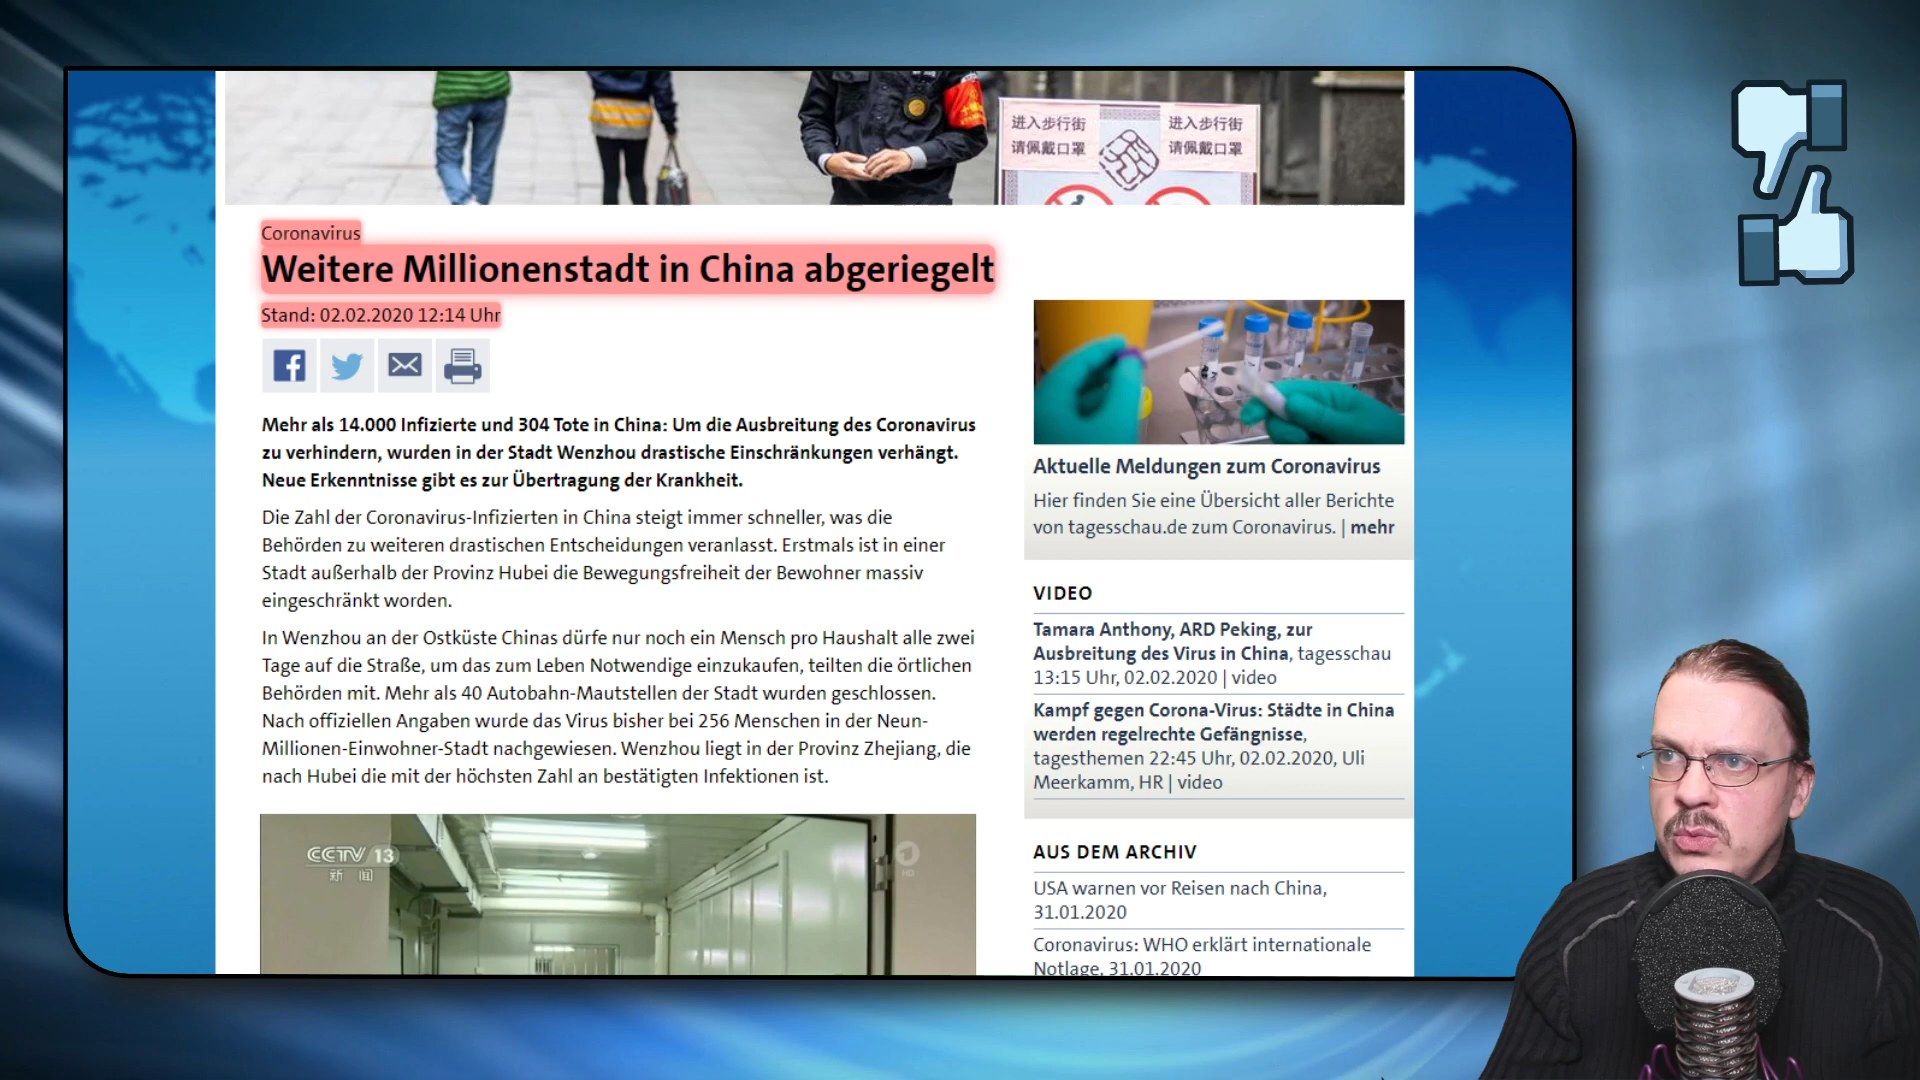 进入步行街
请佩戴口罩
进入步行街
请佩戴口罩
Coronavirus
Weitere Millionenstadt in China abgeriegelt
Stand: 02.02.2020 12:14 Uhr
Mehr als 14.000 Infizierte und 304 Tote in China: Um die Ausbreitung des Coronavirus
zu verhindern, wurden in der Stadt Wenzhou drastische Einschränkungen verhängt.
Neue Erkenntnisse gibt es zur Übertragung der Krankheit.
Die Zahl der Coronavirus-Infizierten in China steigt immer schneller, was die
Behörden zu weiteren drastischen Entscheidungen veranlasst. Erstmals ist in einer
Stadt außerhalb der Provinz Hubei die Bewegungsfreiheit der Bewohner massiv
eingeschränkt worden.
In Wenzhou an der Ostküste Chinas dürfe nur noch ein Mensch pro Haushalt alle zwei
Tage auf die Straße, um das zum Leben Notwendige einzukaufen, teilten die örtlichen
Behörden mit. Mehr als 40 Autobahn-Mautstellen der Stadt wurden geschlossen.
Nach offiziellen Angaben wurde das Virus bisher bei 256 Menschen in der Neun-
Millionen-Einwohner-Stadt nachgewiesen. Wenzhou liegt in der Provinz Zhejiang, die
nach Hubei die mit der höchsten Zahl an bestätigten Infektionen ist.
CCTV 13
新闻
HD
Aktuelle Meldungen zum Coronavirus
Hier finden Sie eine Übersicht aller Berichte
von tagesschau.de zum Coronavirus. | mehr
VIDEO
Tamara Anthony, ARD Peking, zur
Ausbreitung des Virus in China, tagesschau
13:15 Uhr, 02.02.2020 | video
Kampf gegen Corona-Virus: Städte in China
werden regelrechte Gefängnisse,
tagesthemen 22:45 Uhr, 02.02.2020, Uli
Meerkamm, HR | video
AUS DEM ARCHIV
USA warnen vor Reisen nach China,
31.01.2020
Coronavirus: WHO erklärt internationale
Notlage, 31.01.2020